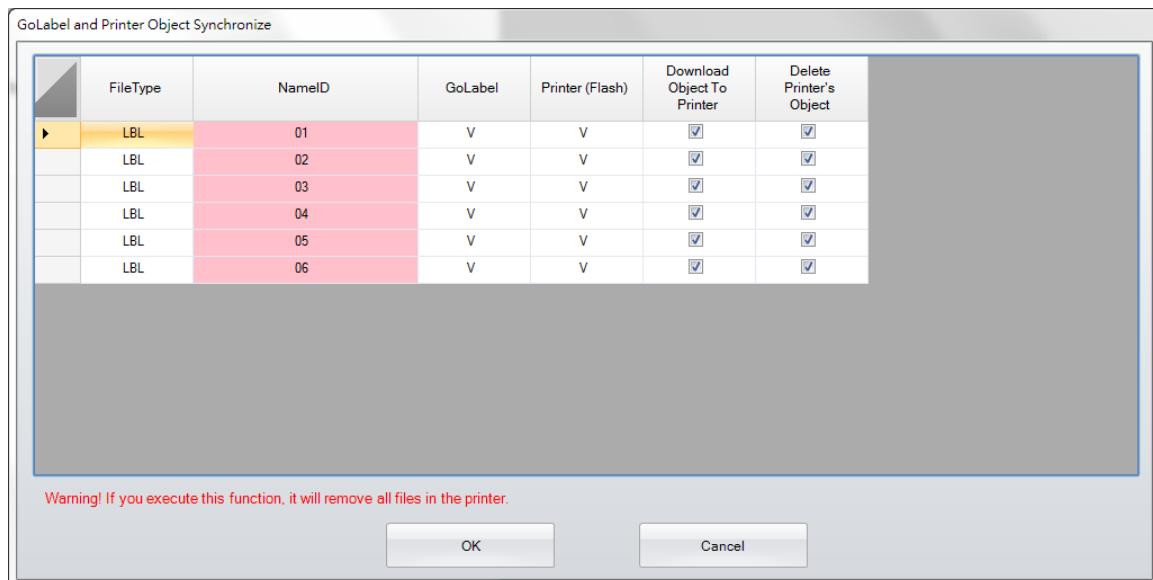 GoLabel and Printer Object Synchronize
FileType NameID GoLabel Printer (Flash) Download Object To Printer Delete Printer's Object
LBL 01 V V
LBL 02 V V
LBL 03 V V
LBL 04 V V
LBL 05 V V
LBL 06 V V
Warning! If you execute this function, it will remove all files in the printer.
OK Cancel